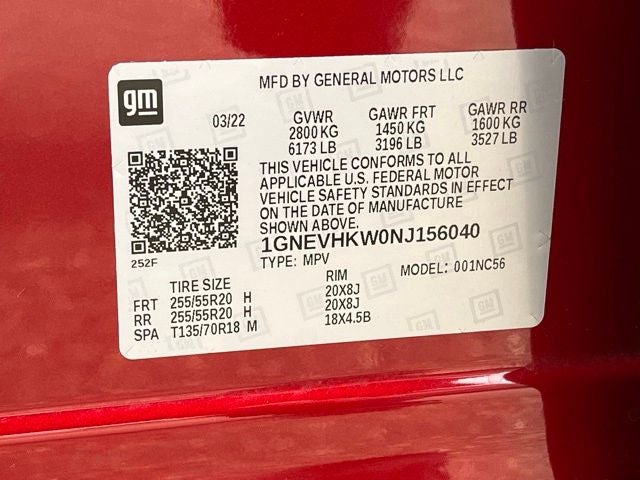 gm
MFD BY GENERAL MOTORS LLC
03/22 GVWR GAWR FRT GAWR RR
2800 KG 1450 KG 1600 KG
6173 LB 3196 LB 3527 LB
THIS VEHICLE CONFORMS TO ALL
APPLICABLE U.S. FEDERAL MOTOR
VEHICLE SAFETY STANDARDS IN EFFECT
ON THE DATE OF MANUFACTURE
SHOWN ABOVE.
1GNEVHKW0NJ156040
252F
TYPE: MPV MODEL: 001NC56
TIRE SIZE RIM
FRT 255/55R20 H 20X8J
RR 255/55R20 H 20X8J
SPA T135/70R18 M 18X4.5B